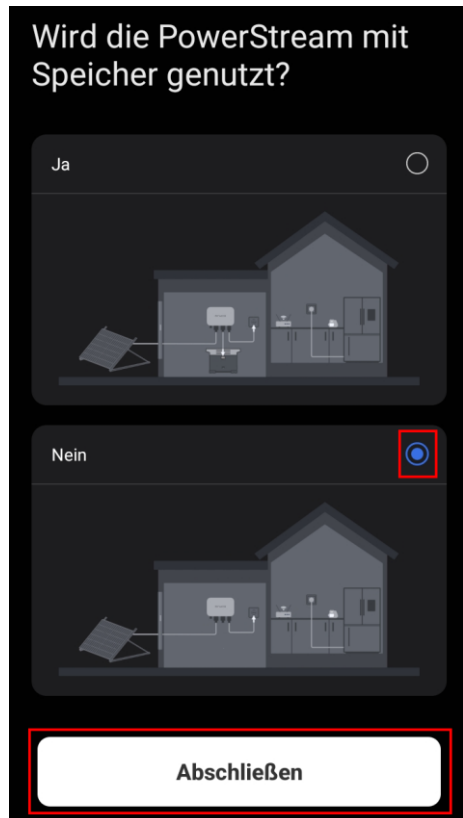 Wird die PowerStream mit
Speicher genutzt?
Ja
Nein
Abschließen